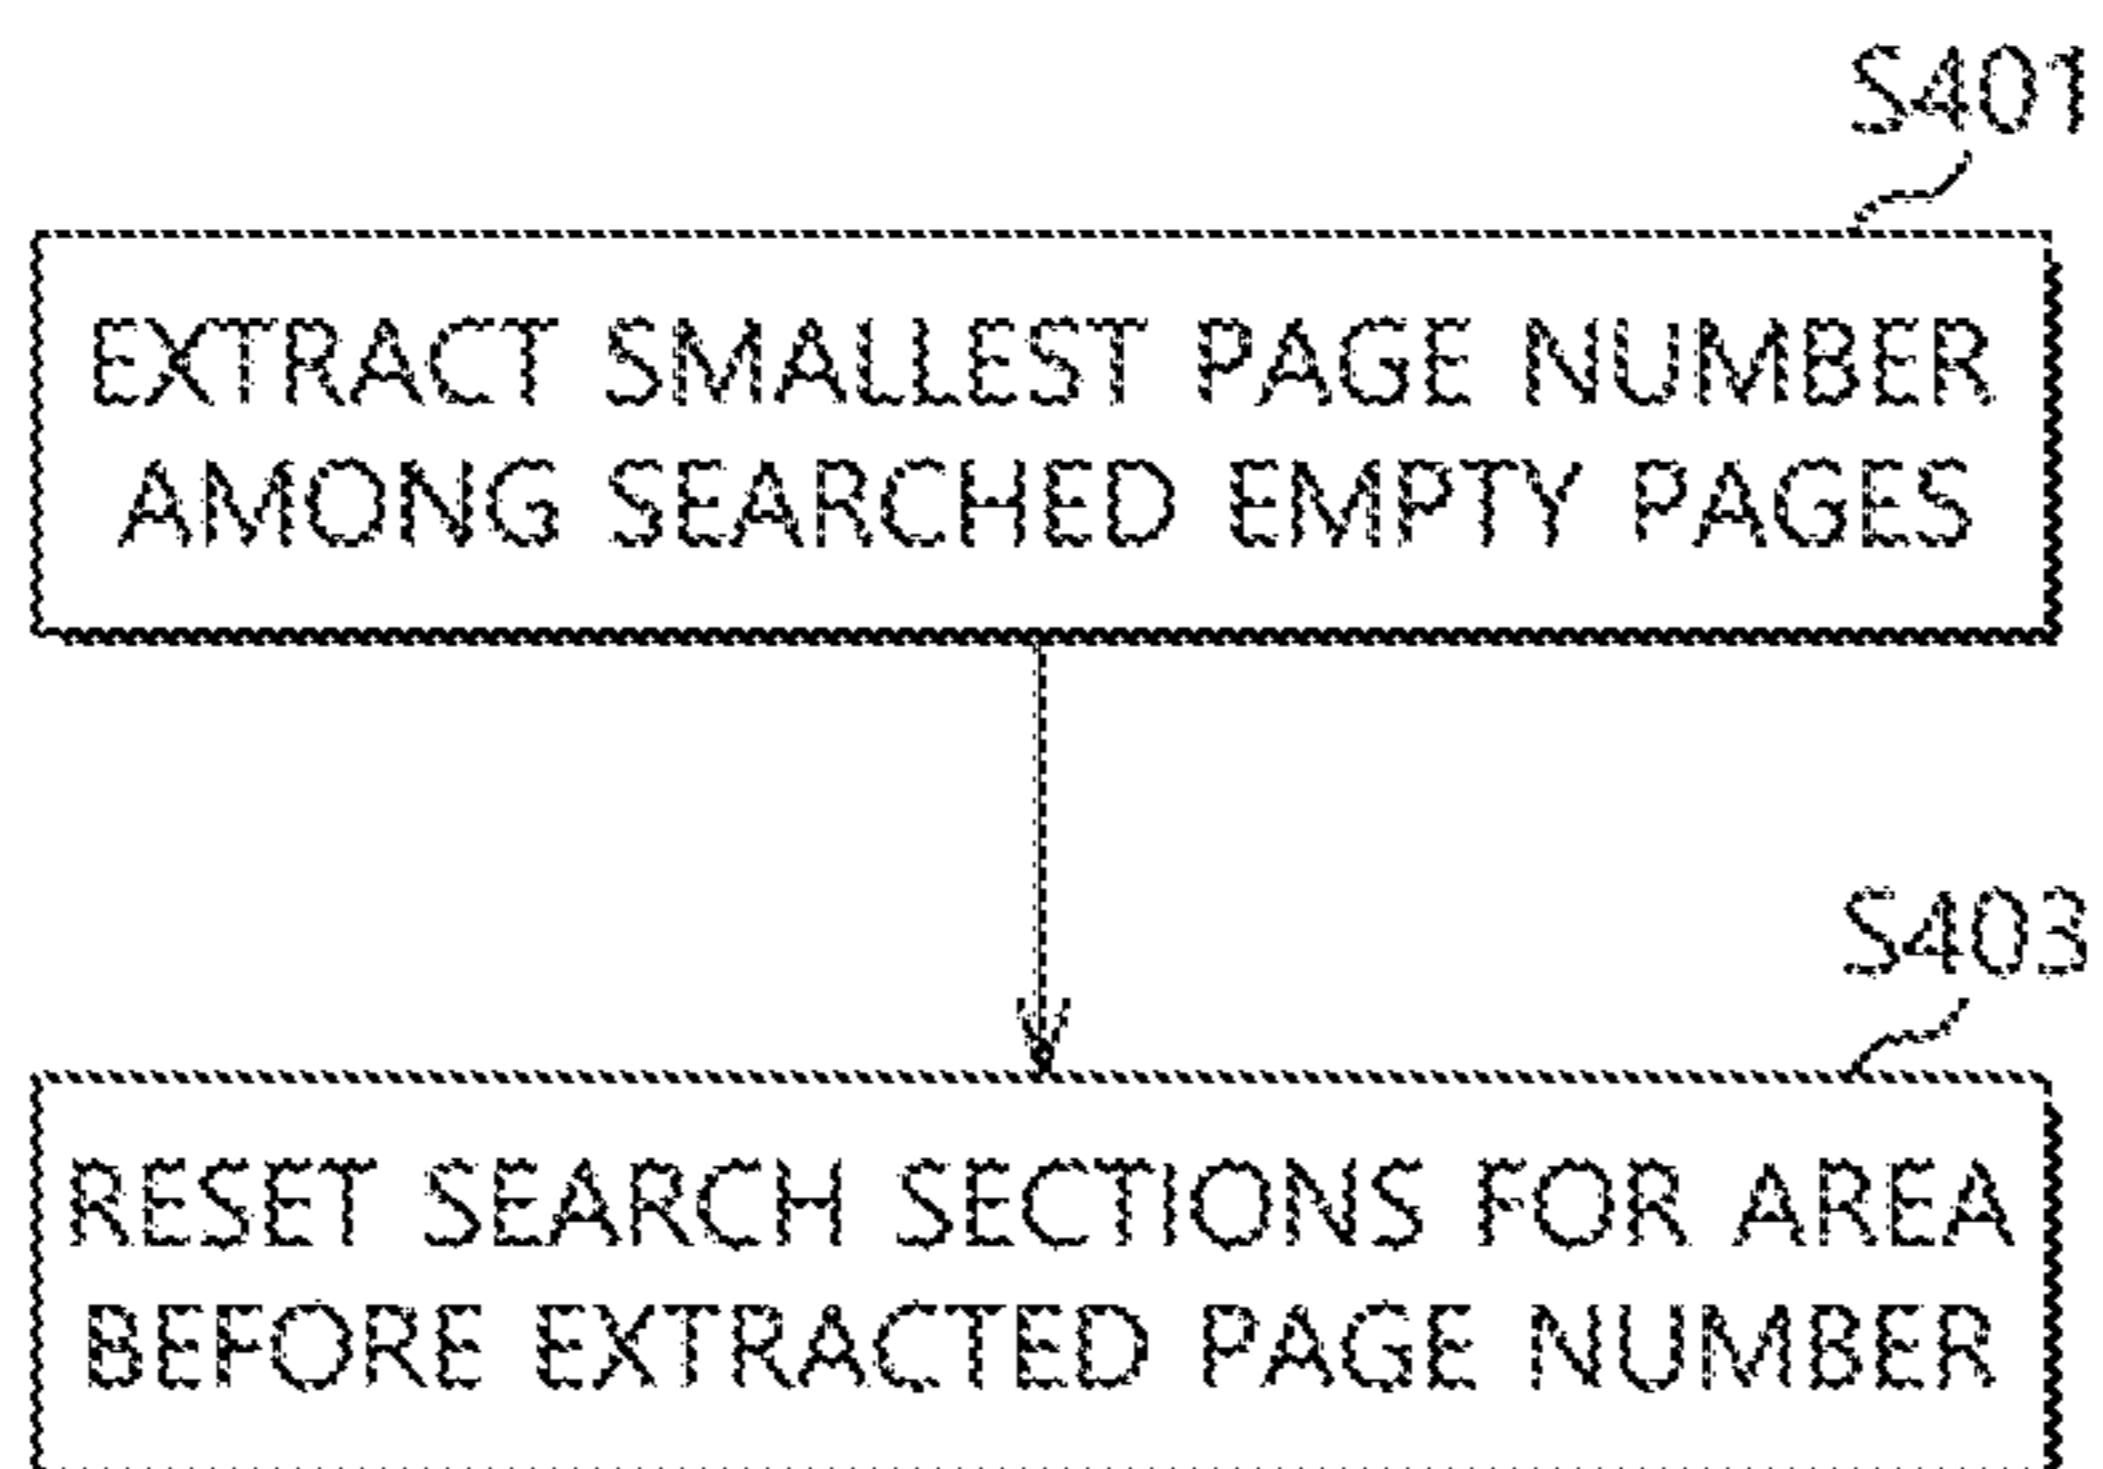 S401
EXTRACT SMALLEST PAGE NUMBER
AMONG SEARCHED EMPTY PAGES
S403
RESET SEARCH SECTIONS FOR AREA
BEFORE EXTRACTED PAGE NUMBER